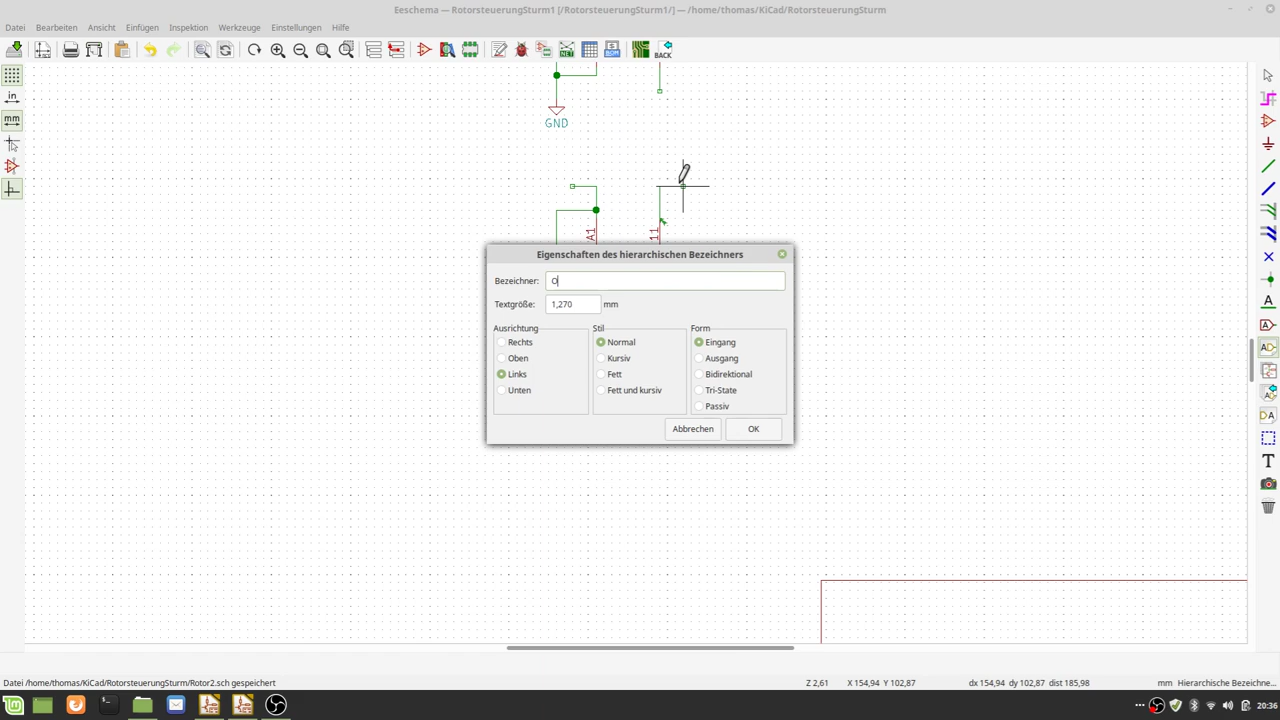 Eeschema — RotorsteuerungSturm1 [/RotorsteuerungSturm1/] — /home/thomas/KiCad/RotorsteuerungSturm
Datei Bearbeiten Ansicht Einfügen Inspektion Werkzeuge Einstellungen Hilfe
BACK
in
mm
GND
A1
11
Eigenschaften des hierarchischen Bezeichners
Bezeichner: O
Textgröße: 1,270 mm
Ausrichtung Stil Form
Rechts Normal Eingang
Oben Kursiv Ausgang
Links Fett Bidirektional
Unten Fett und kursiv Tri-State
Passiv
Abbrechen OK
Datei /home/thomas/KiCad/RotorsteuerungSturm/Rotor2.sch gespeichert Z 2,61 X 154,94 Y 102,87 dx 154,94 dy 102,87 dist 185,98 mm Hierarchische Bezeichne...
20:36